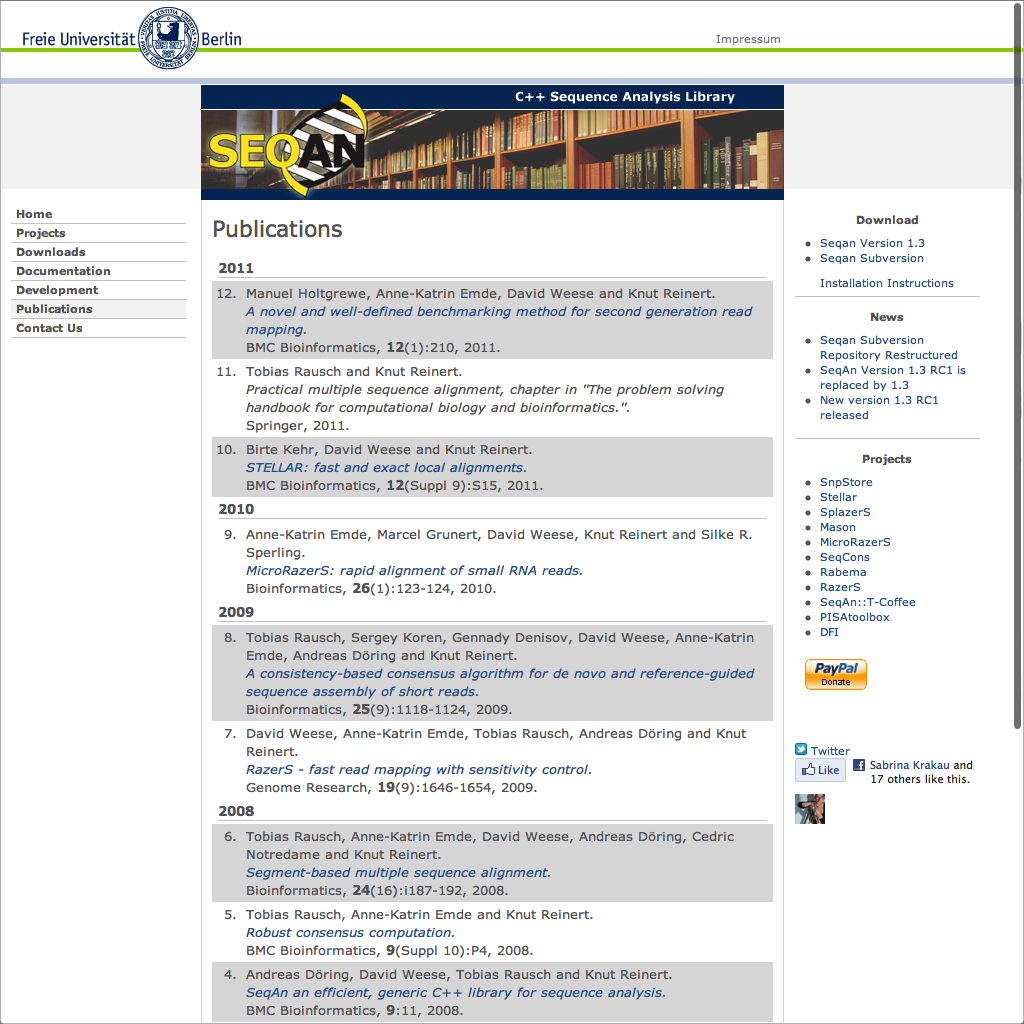 Freie Universität Berlin
Impressum
C++ Sequence Analysis Library
SEQAN
Home
Projects
Downloads
Documentation
Development
Publications
Contact Us
Publications
2011
12. Manuel Holtgrewe, Anne-Katrin Emde, David Weese and Knut Reinert.
A novel and well-defined benchmarking method for second generation read
mapping.
BMC Bioinformatics, 12(1):210, 2011.
11. Tobias Rausch and Knut Reinert.
Practical multiple sequence alignment, chapter in "The problem solving
handbook for computational biology and bioinformatics.".
Springer, 2011.
10. Birte Kehr, David Weese and Knut Reinert.
STELLAR: fast and exact local alignments.
BMC Bioinformatics, 12(Suppl 9):S15, 2011.
2010
9. Anne-Katrin Emde, Marcel Grunert, David Weese, Knut Reinert and Silke R.
Sperling.
MicroRazerS: rapid alignment of small RNA reads.
Bioinformatics, 26(1):123-124, 2010.
2009
8. Tobias Rausch, Sergey Koren, Gennady Denisov, David Weese, Anne-Katrin
Emde, Andreas Döring and Knut Reinert.
A consistency-based consensus algorithm for de novo and reference-guided
sequence assembly of short reads.
Bioinformatics, 25(9):1118-1124, 2009.
7. David Weese, Anne-Katrin Emde, Tobias Rausch, Andreas Döring and Knut
Reinert.
RazerS - fast read mapping with sensitivity control.
Genome Research, 19(9):1646-1654, 2009.
2008
6. Tobias Rausch, Anne-Katrin Emde, David Weese, Andreas Döring, Cedric
Notredame and Knut Reinert.
Segment-based multiple sequence alignment.
Bioinformatics, 24(16):i187-192, 2008.
5. Tobias Rausch, Anne-Katrin Emde and Knut Reinert.
Robust consensus computation.
BMC Bioinformatics, 9(Suppl 10):P4, 2008.
4. Andreas Döring, David Weese, Tobias Rausch and Knut Reinert.
SeqAn an efficient, generic C++ library for sequence analysis.
BMC Bioinformatics, 9:11, 2008.
Download
Seqan Version 1.3
Seqan Subversion
Installation Instructions
News
Seqan Subversion
Repository Restructured
SeqAn Version 1.3 RC1 is
replaced by 1.3
New version 1.3 RC1
released
Projects
SnpStore
Stellar
SplazerS
Mason
MicroRazerS
SeqCons
Rabema
RazerS
SeqAn::T-Coffee
PISAtoolbox
DFI
PayPal
Donate
Twitter
Like
Sabrina Krakau and
17 others like this.